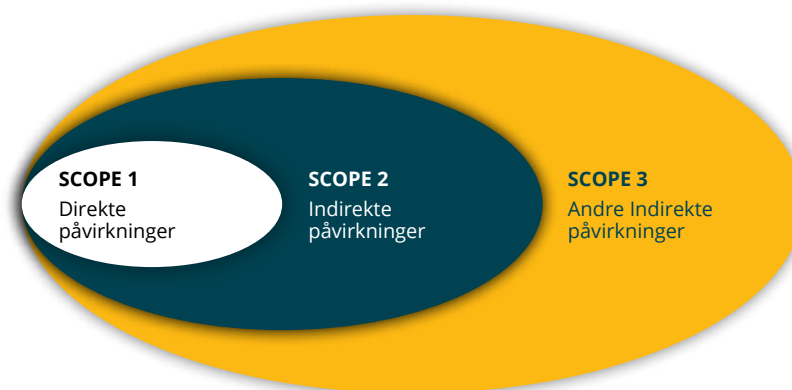 SCOPE 1
Direkte
påvirkninger
SCOPE 2
Indirekte
påvirkninger
SCOPE 3
Andre Indirekte
påvirkninger